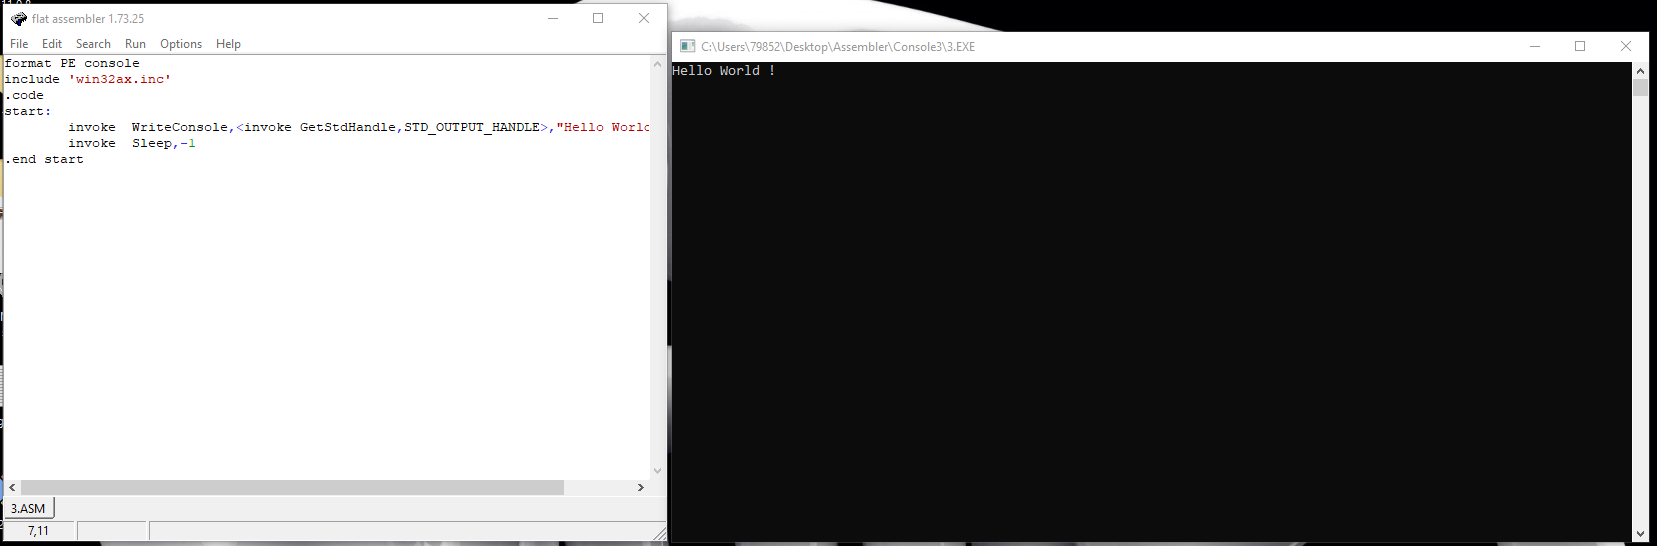 flat assembler 1.73.25
File Edit Search Run Options Help
format PE console
include 'win32ax.inc'
.code
start:
invoke WriteConsole,<invoke GetStdHandle,STD_OUTPUT_HANDLE>,"Hello World
invoke Sleep,-1
.end start
3.ASM
7,11
C:\Users\79852\Desktop\Assembler\Console3\3.EXE
Hello World !